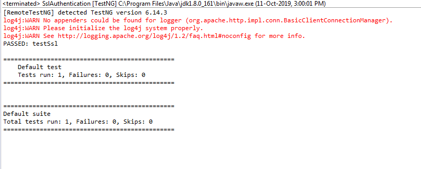 <terminated> SslAuthentication [TestNG] C:\Program Files\Java\jdk1.8.0_161\bin\javaw.exe (11-Oct-2019, 3:00:01 PM)
[RemoteTestNG] detected TestNG version 6.14.3
log4j:WARN No appenders could be found for logger (org.apache.http.impl.conn.BasicClientConnectionManager).
log4j:WARN Please initialize the log4j system properly.
log4j:WARN See http://logging.apache.org/log4j/1.2/faq.html#noconfig for more info.
PASSED: testSsl
===============================================
Default test
Tests run: 1, Failures: 0, Skips: 0
===============================================
===============================================
Default suite
Total tests run: 1, Failures: 0, Skips: 0
===============================================